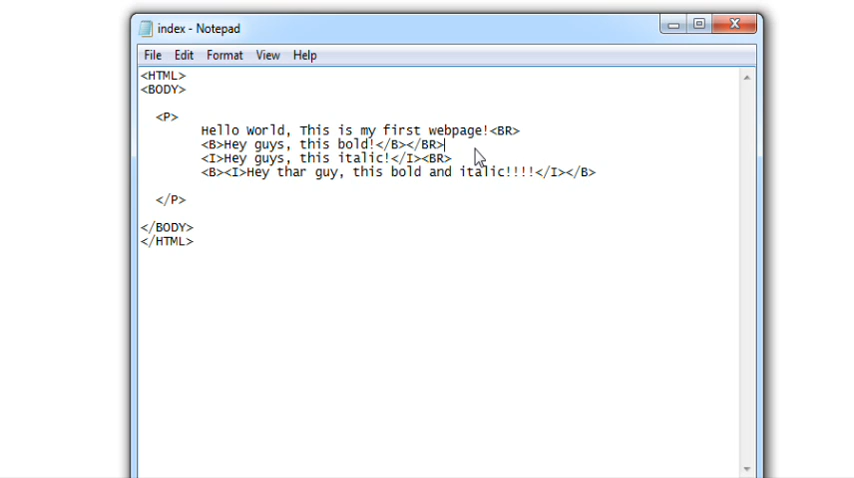 index - Notepad
File Edit Format View Help
<HTML>
<BODY>
<P>
Hello World, This is my first webpage!<BR>
<B>Hey guys, this bold!</B></BR>
<I>Hey guys, this italic!</I><BR>
<B><I>Hey thar guy, this bold and italic!!!!</I></B>
</P>
</BODY>
</HTML>